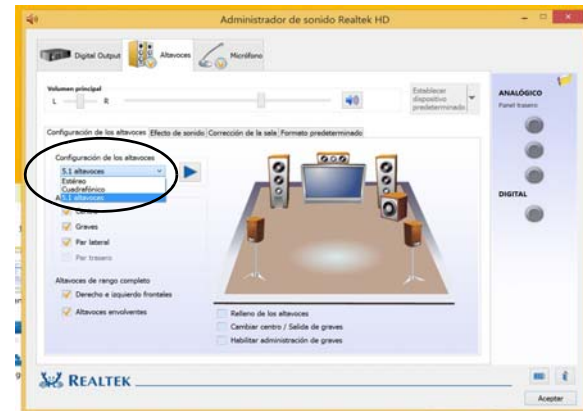 Administrador de sonido Realtek HD
Digital Output
Altavoces
Micrófono
Volumen principal
L
R
Establecer dispositivo predeterminado
Configuración de los altavoces
Efecto de sonido
Corrección de la sala
Formato predeterminado
Configuración de los altavoces
5.1 altavoces
Estéreo
Cuadrafónico
5.1 altavoces
Graves
Par lateral
Par trasero
Altavoces de rango completo
Derecho e izquierdo frontales
Altavoces envolventes
Relleno de los altavoces
Cambiar centro / Salida de graves
Habilitar administración de graves
ANALÓGICO
Panel trasero
DIGITAL
REALTEK
Aceptar